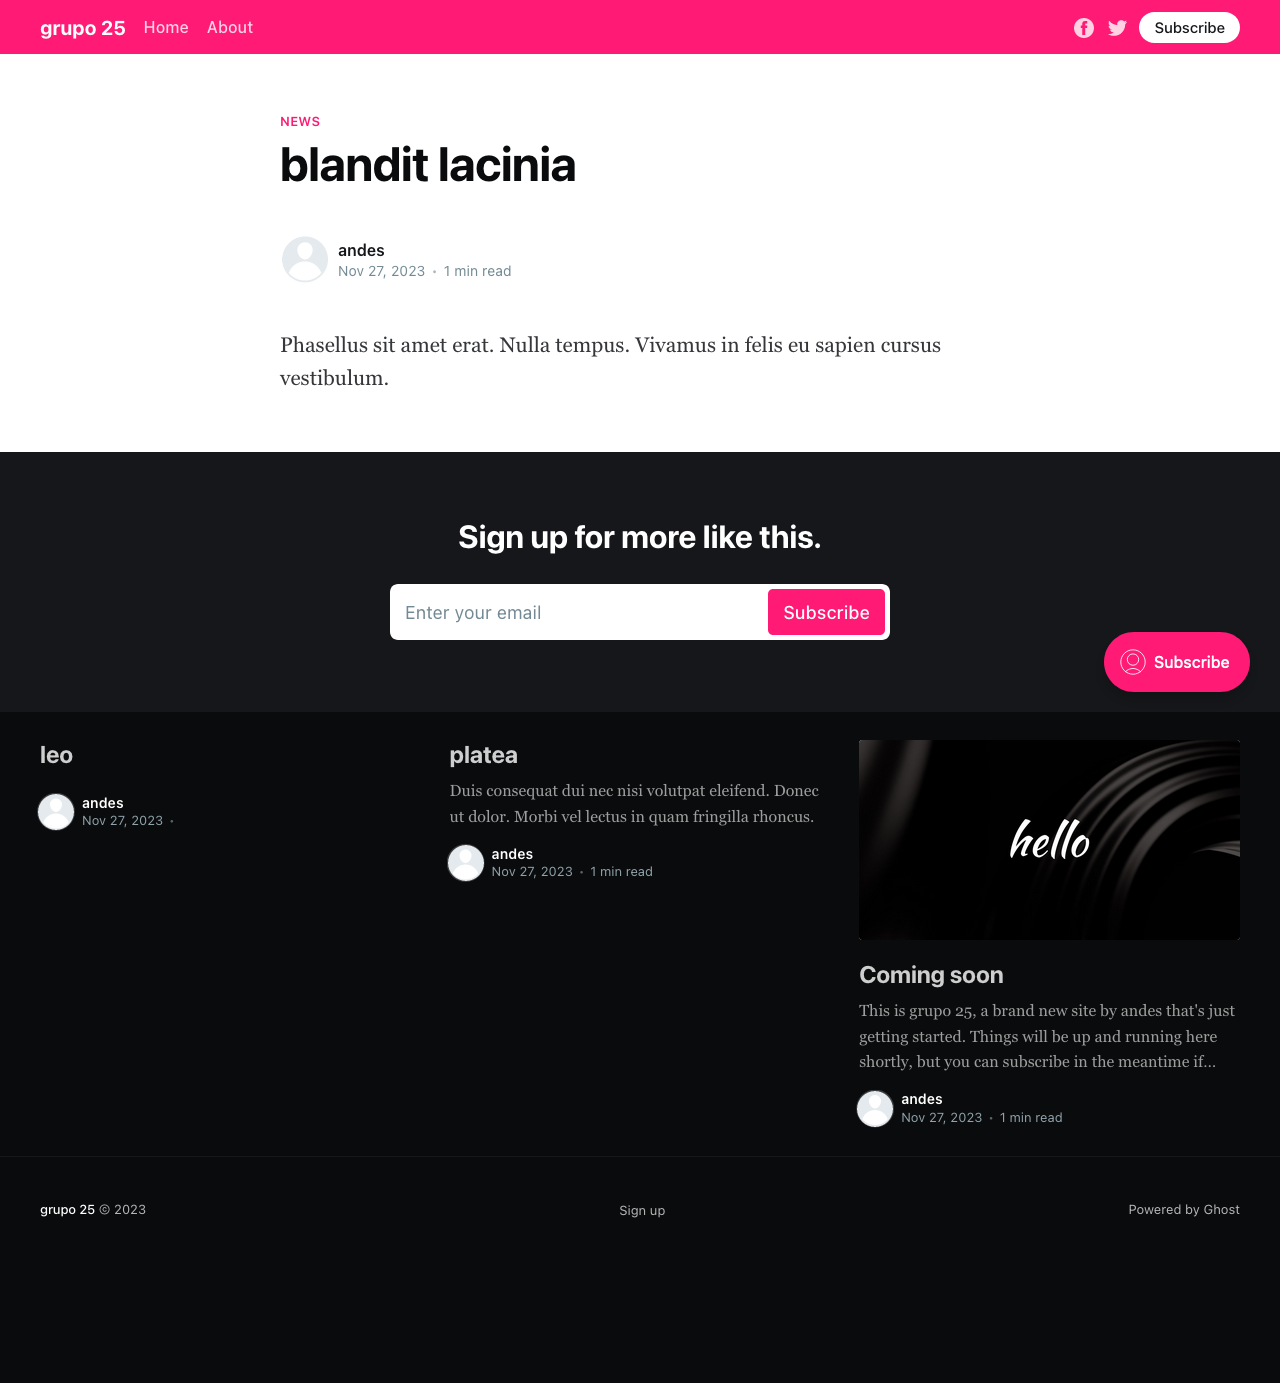 grupo 25 Home About Subscribe
NEWS
blandit lacinia
andes
Nov 27, 2023 • 1 min read
Phasellus sit amet erat. Nulla tempus. Vivamus in felis eu sapien cursus
vestibulum.
Sign up for more like this.
Enter your email Subscribe
Subscribe
leo
andes
Nov 27, 2023 •
platea
Duis consequat dui nec nisi volutpat eleifend. Donec
ut dolor. Morbi vel lectus in quam fringilla rhoncus.
andes
Nov 27, 2023 • 1 min read
hello
Coming soon
This is grupo 25, a brand new site by andes that's just
getting started. Things will be up and running here
shortly, but you can subscribe in the meantime if…
andes
Nov 27, 2023 • 1 min read
grupo 25 © 2023 Sign up Powered by Ghost